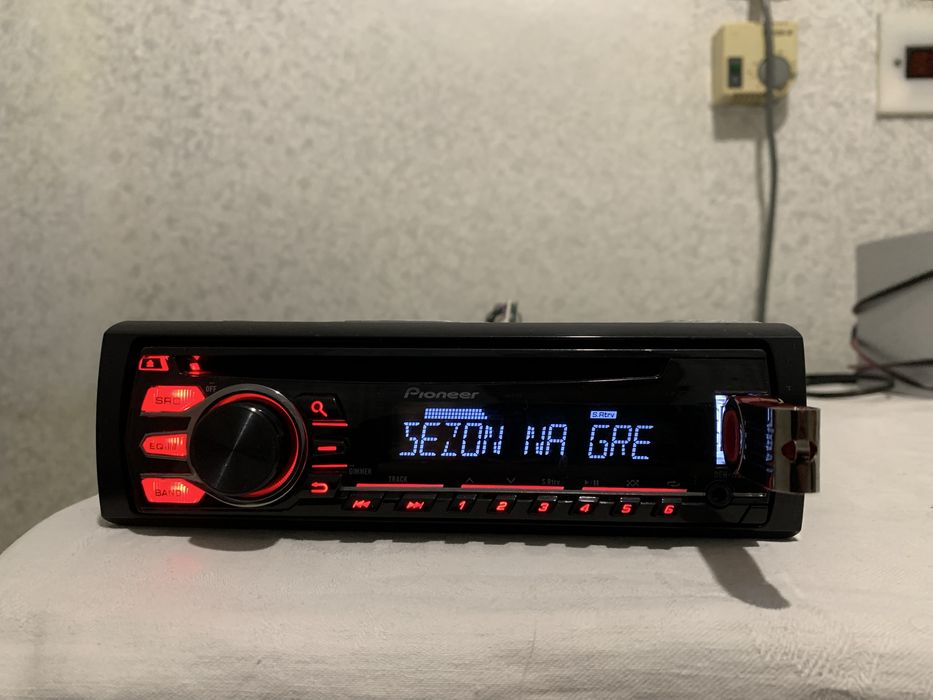 OFF
SRC
Pioneer
S.Rtrv
SEZON NA GRE
EQ
DIMMER
TRACK
S.Rtrv
BAND
1 2 3 4 5 6